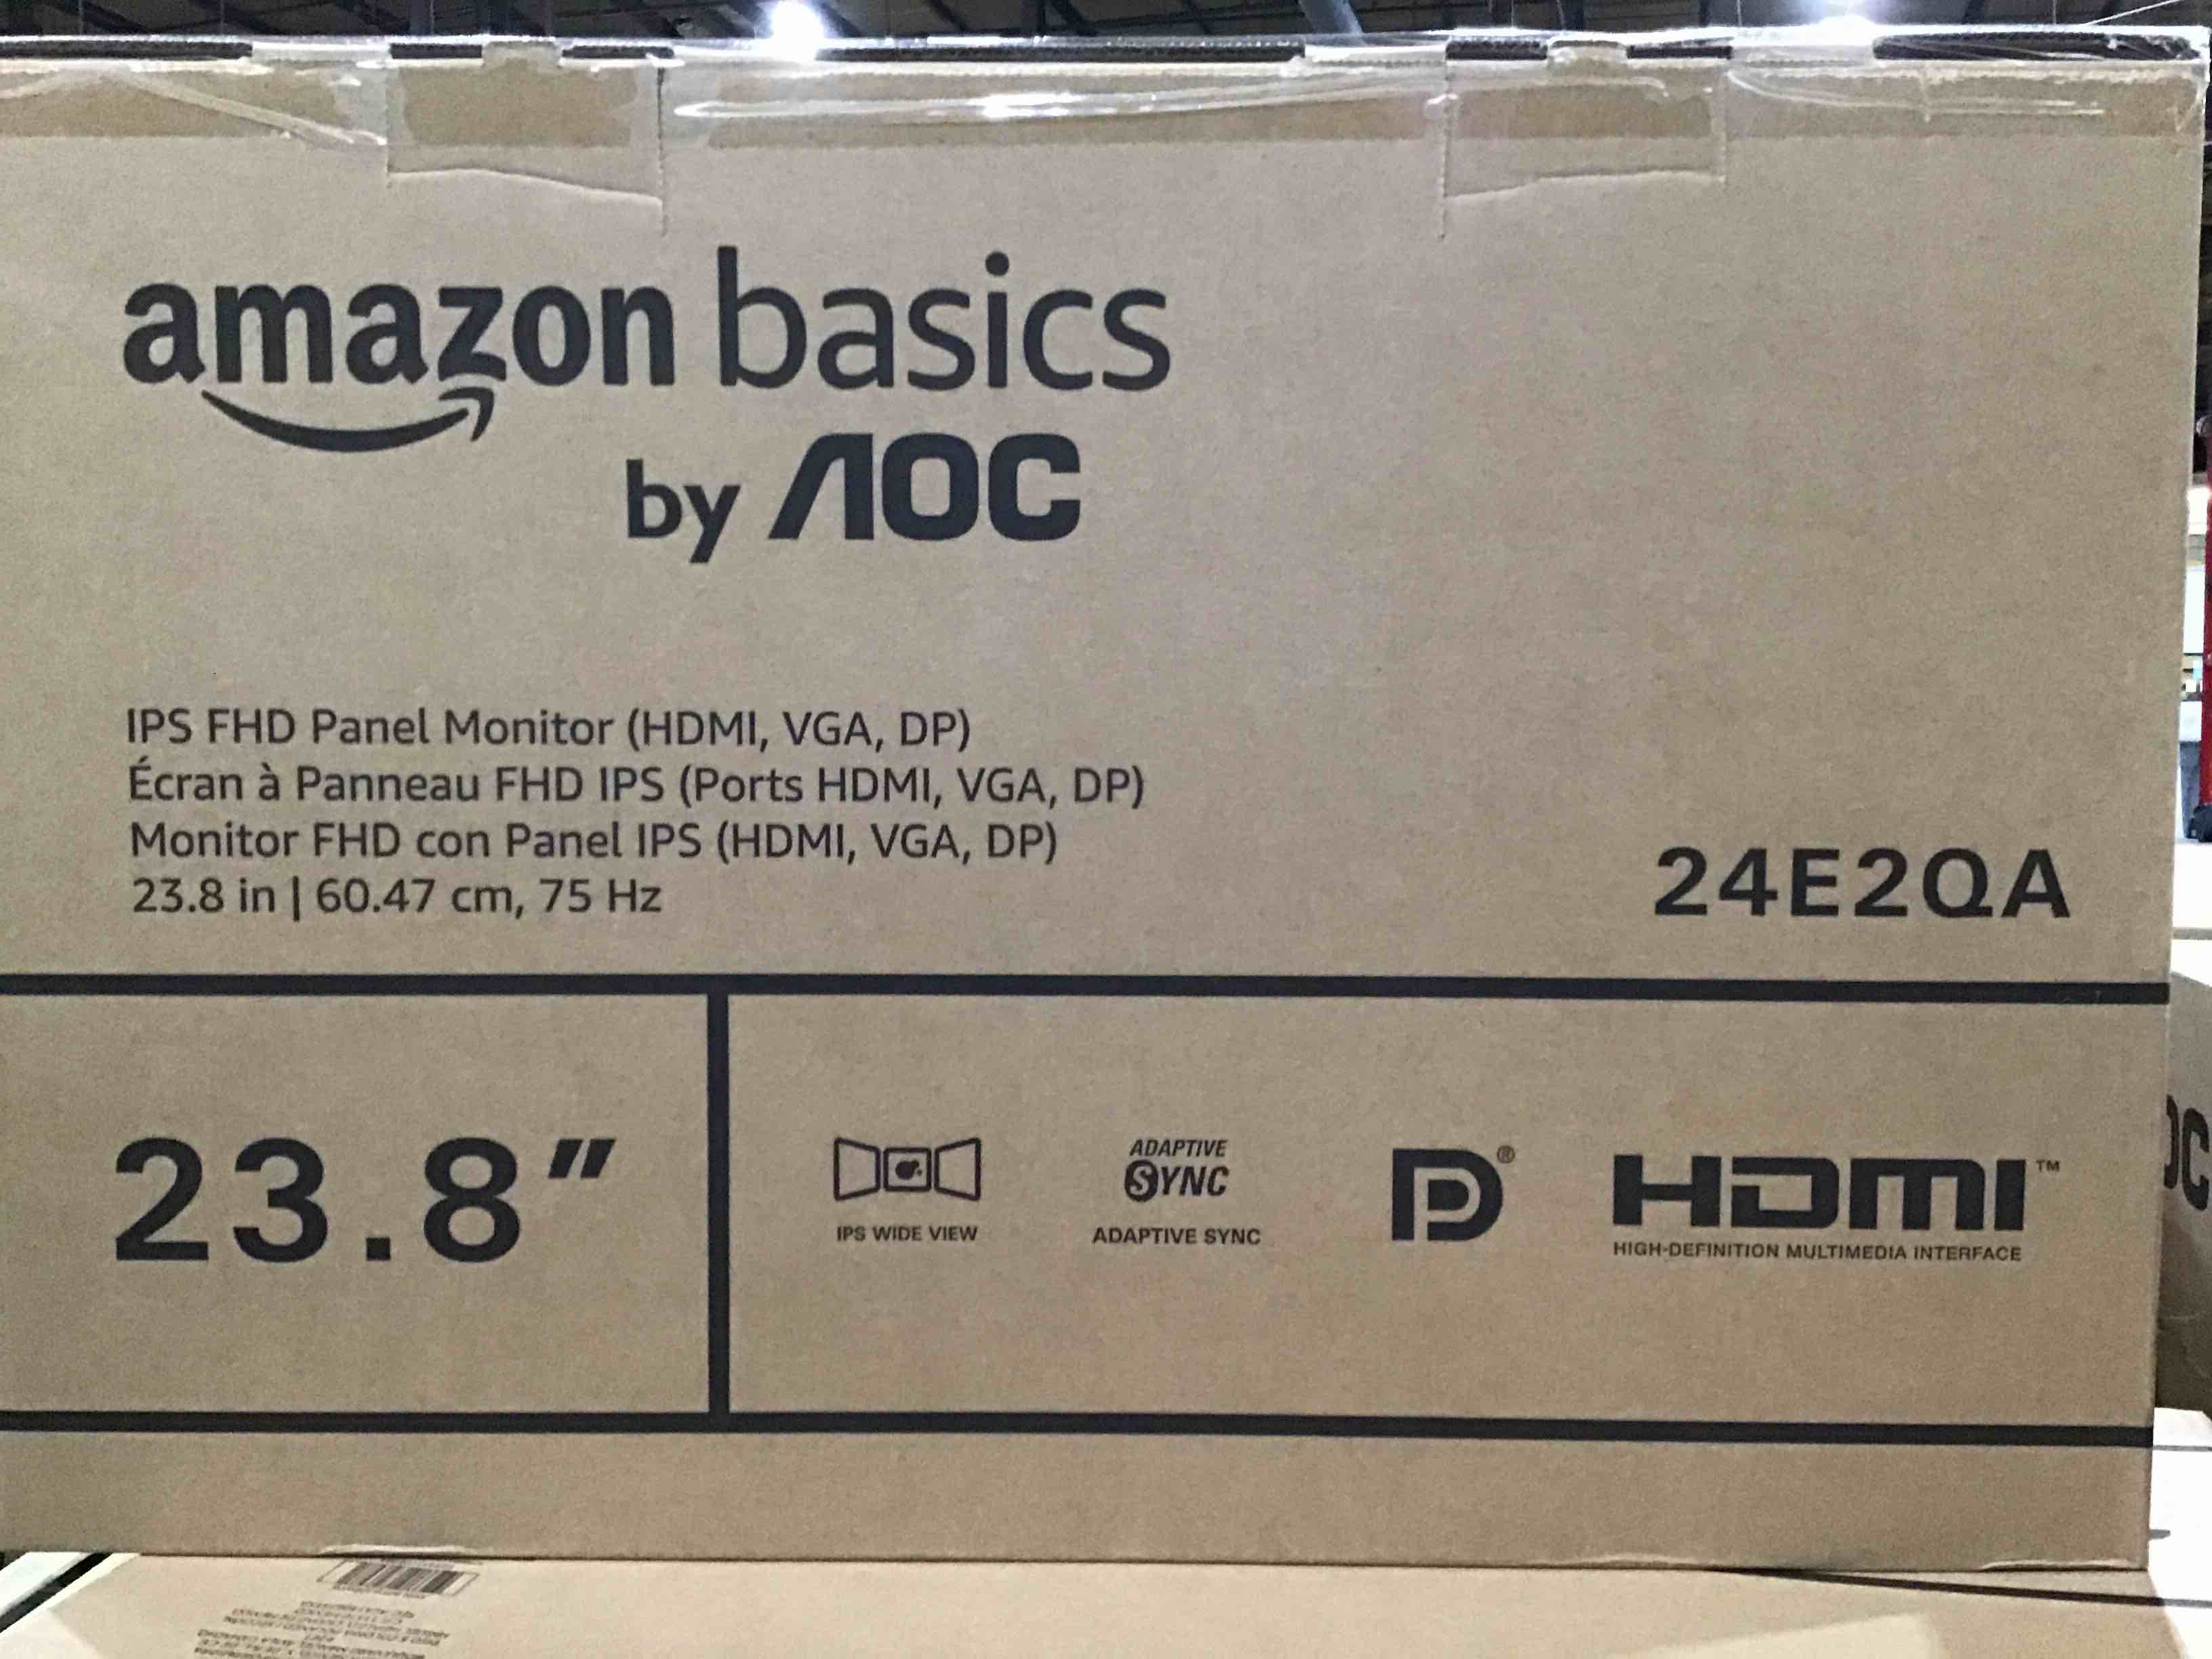 amazon basics
by AOC
IPS FHD Panel Monitor (HDMI, VGA, DP)
Écran à Panneau FHD IPS (Ports HDMI, VGA, DP)
Monitor FHD con Panel IPS (HDMI, VGA, DP)
23.8 in | 60.47 cm, 75 Hz
24E2QA
23.8"
IPS WIDE VIEW
ADAPTIVE
SYNC
ADAPTIVE SYNC
DP®
HDMI™
HIGH-DEFINITION MULTIMEDIA INTERFACE